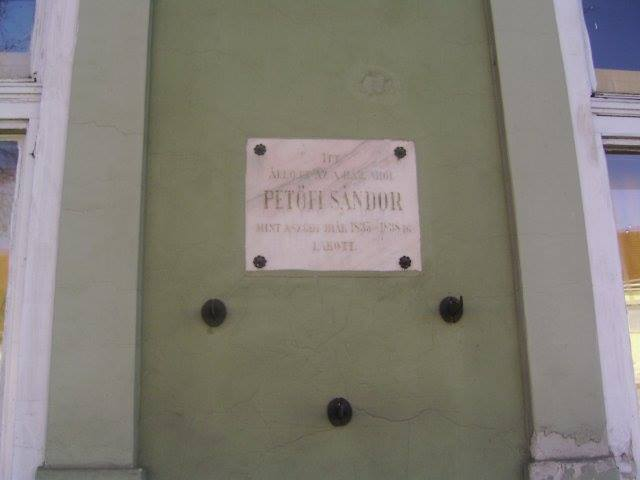 ITT
ÁLLOTT AZ A HÁZ, AHOL
PETŐFI SÁNDOR
MINT ASZÓDI DIÁK 1835-1838 IG
LAKOTT.